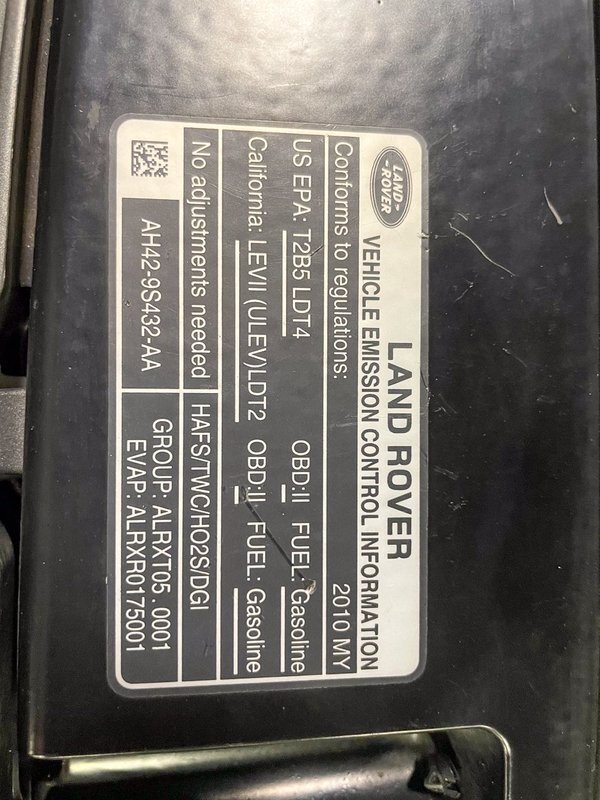 LAND ROVER
LAND ROVER
VEHICLE EMISSION CONTROL INFORMATION
Conforms to regulations: 2010 MY
US EPA: T2B5 LDT4 OBD:II FUEL: Gasoline
California: LEVII (ULEV)LDT2 OBD:II FUEL: Gasoline
No adjustments needed HAFS/TWC/HO2S/DGI
AH42-9S432-AA
GROUP: ALRXT05.0001
EVAP: ALRXR0175001